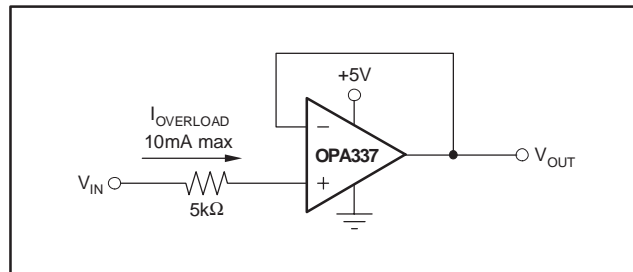 +5V
I_OVERLOAD
10mA max
−
OPA337
V_OUT
V_IN
+
5kΩ